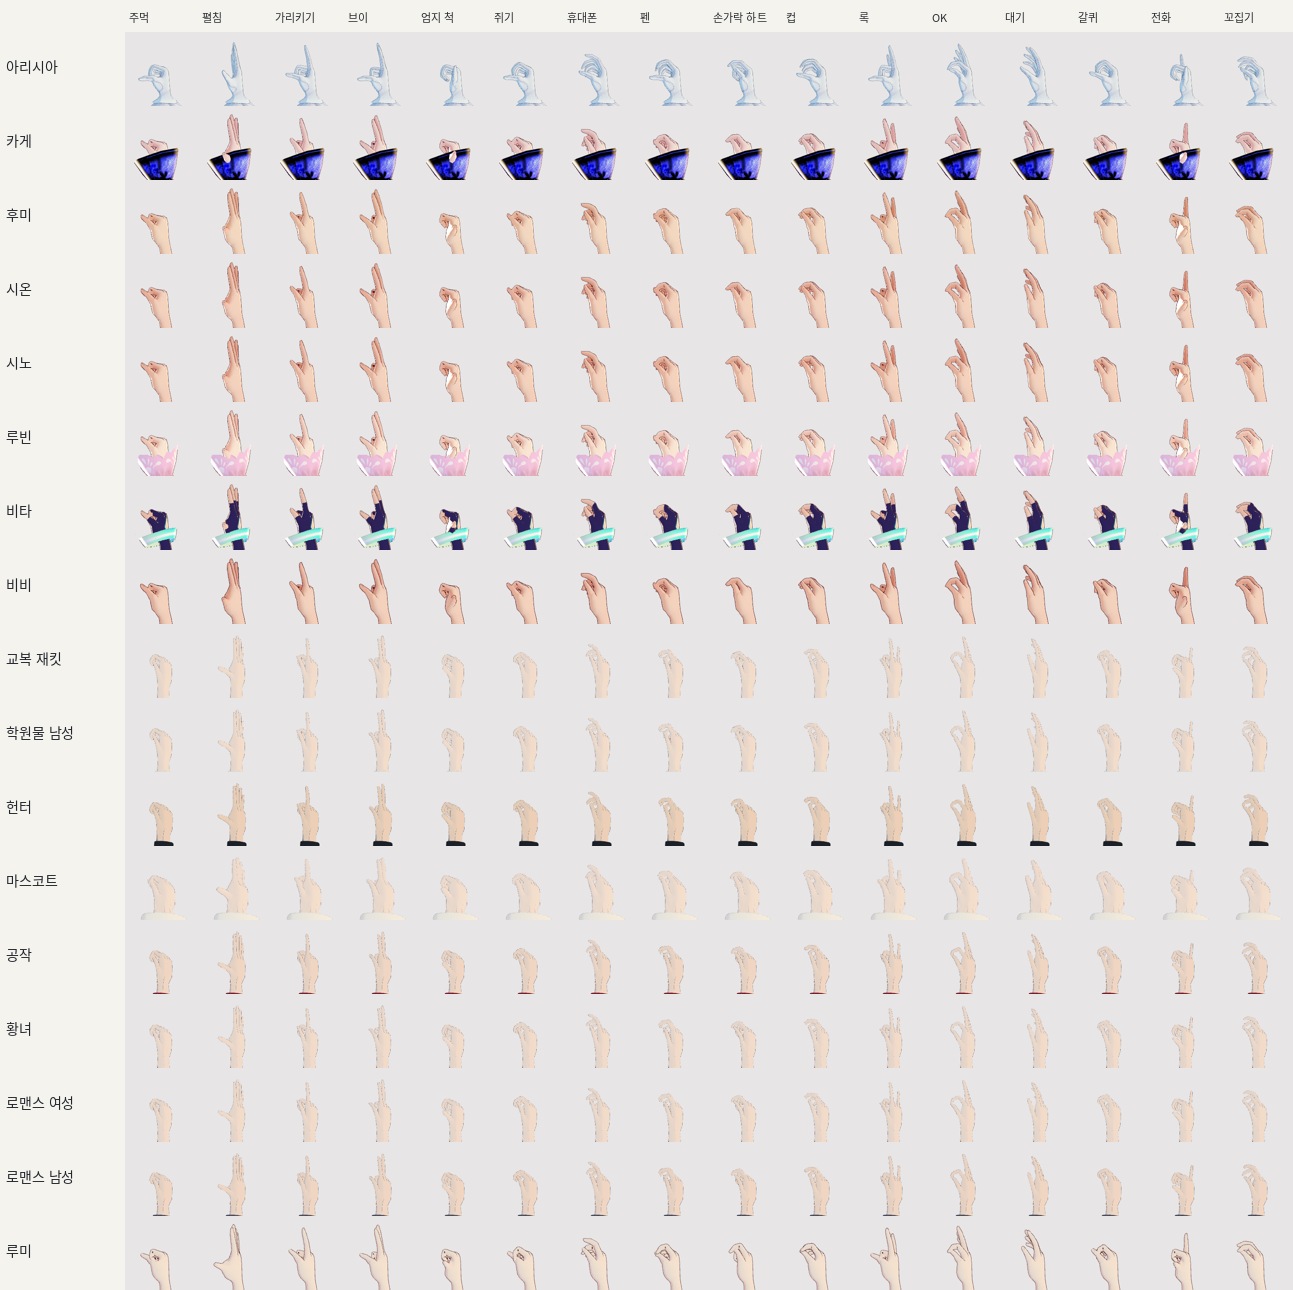 주먹 펼침 가리키기 브이 엄지 척 쥐기 휴대폰 펜 손가락 하트 컵 록 OK 대기 갈퀴 전화 꼬집기
아리시아
카게
후미
시온
시노
루빈
비타
비비
교복 재킷
학원물 남성
헌터
마스코트
공작
황녀
로맨스 여성
로맨스 남성
루미